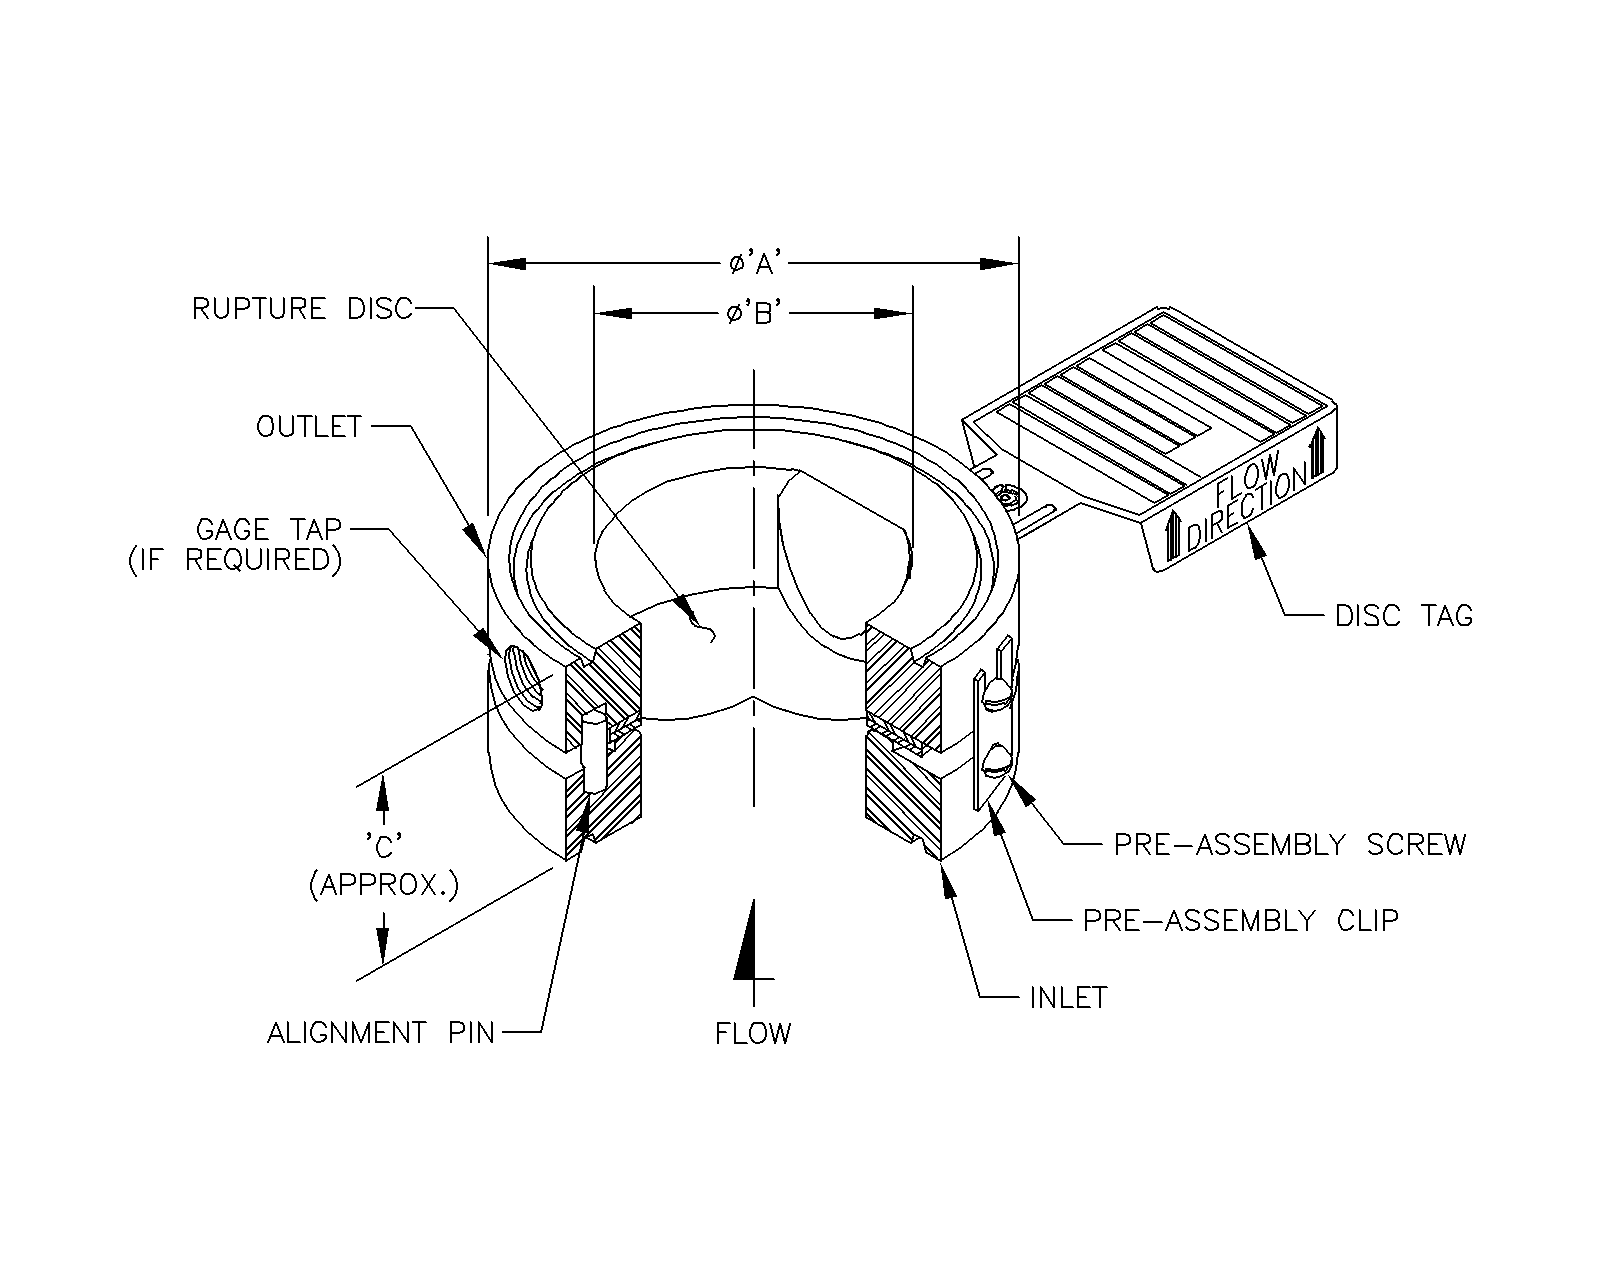 ø'A'
RUPTURE DISC
ø'B'
OUTLET
GAGE TAP
(IF REQUIRED)
FLOW
DIRECTION
DISC TAG
'C'
(APPROX.)
PRE-ASSEMBLY SCREW
PRE-ASSEMBLY CLIP
INLET
ALIGNMENT PIN
FLOW